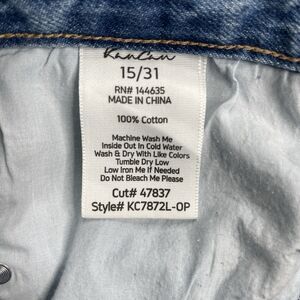 KanCan
15/31
RN# 144635
MADE IN CHINA
100% Cotton
Machine Wash Me
Inside Out In Cold Water
Wash & Dry With Like Colors
Tumble Dry Low
Low Iron Me If Needed
Do Not Bleach Me Please
Cut# 47837
Style# KC7872L-OP